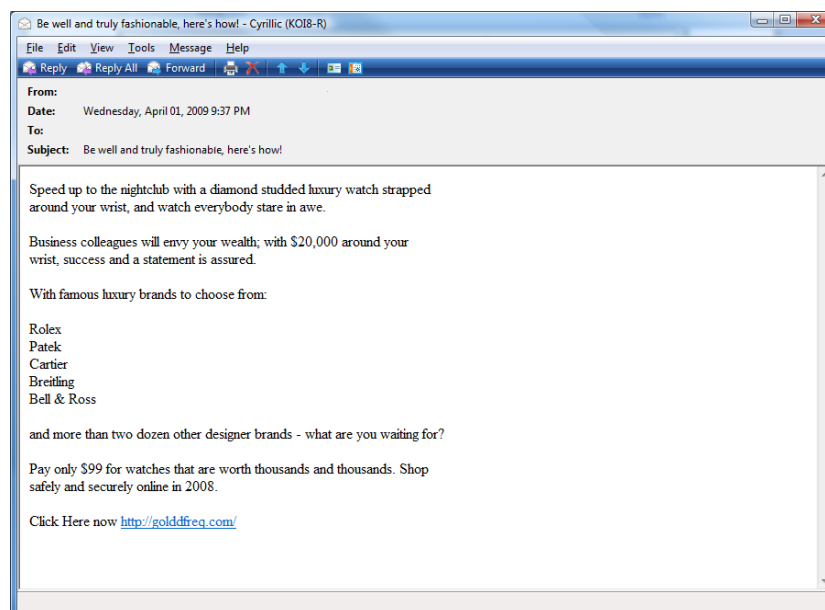 Be well and truly fashionable, here's how! - Cyrillic (KOI8-R)
File Edit View Tools Message Help
Reply Reply All Forward
From:
Date: Wednesday, April 01, 2009 9:37 PM
To:
Subject: Be well and truly fashionable, here's how!
Speed up to the nightclub with a diamond studded luxury watch strapped
around your wrist, and watch everybody stare in awe.
Business colleagues will envy your wealth; with $20,000 around your
wrist, success and a statement is assured.
With famous luxury brands to choose from:
Rolex
Patek
Cartier
Breitling
Bell & Ross
and more than two dozen other designer brands - what are you waiting for?
Pay only $99 for watches that are worth thousands and thousands. Shop
safely and securely online in 2008.
Click Here now http://golddfreq.com/